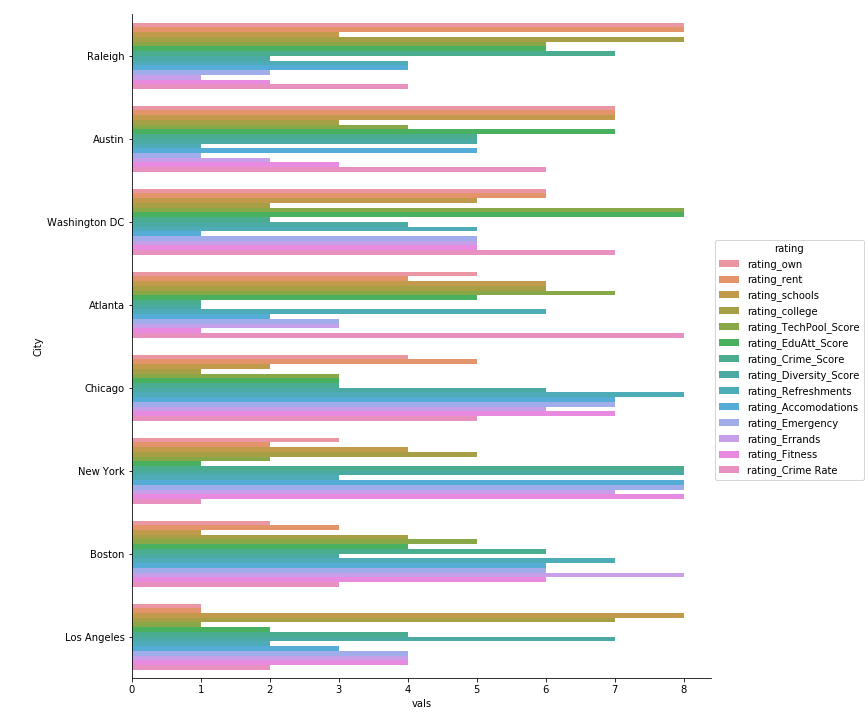 Raleigh
Austin
Washington DC
Atlanta
Chicago
New York
Boston
Los Angeles
City
0 1 2 3 4 5 6 7 8
vals
rating
rating_own
rating_rent
rating_schools
rating_college
rating_TechPool_Score
rating_EduAtt_Score
rating_Crime_Score
rating_Diversity_Score
rating_Refreshments
rating_Accomodations
rating_Emergency
rating_Errands
rating_Fitness
rating_Crime Rate